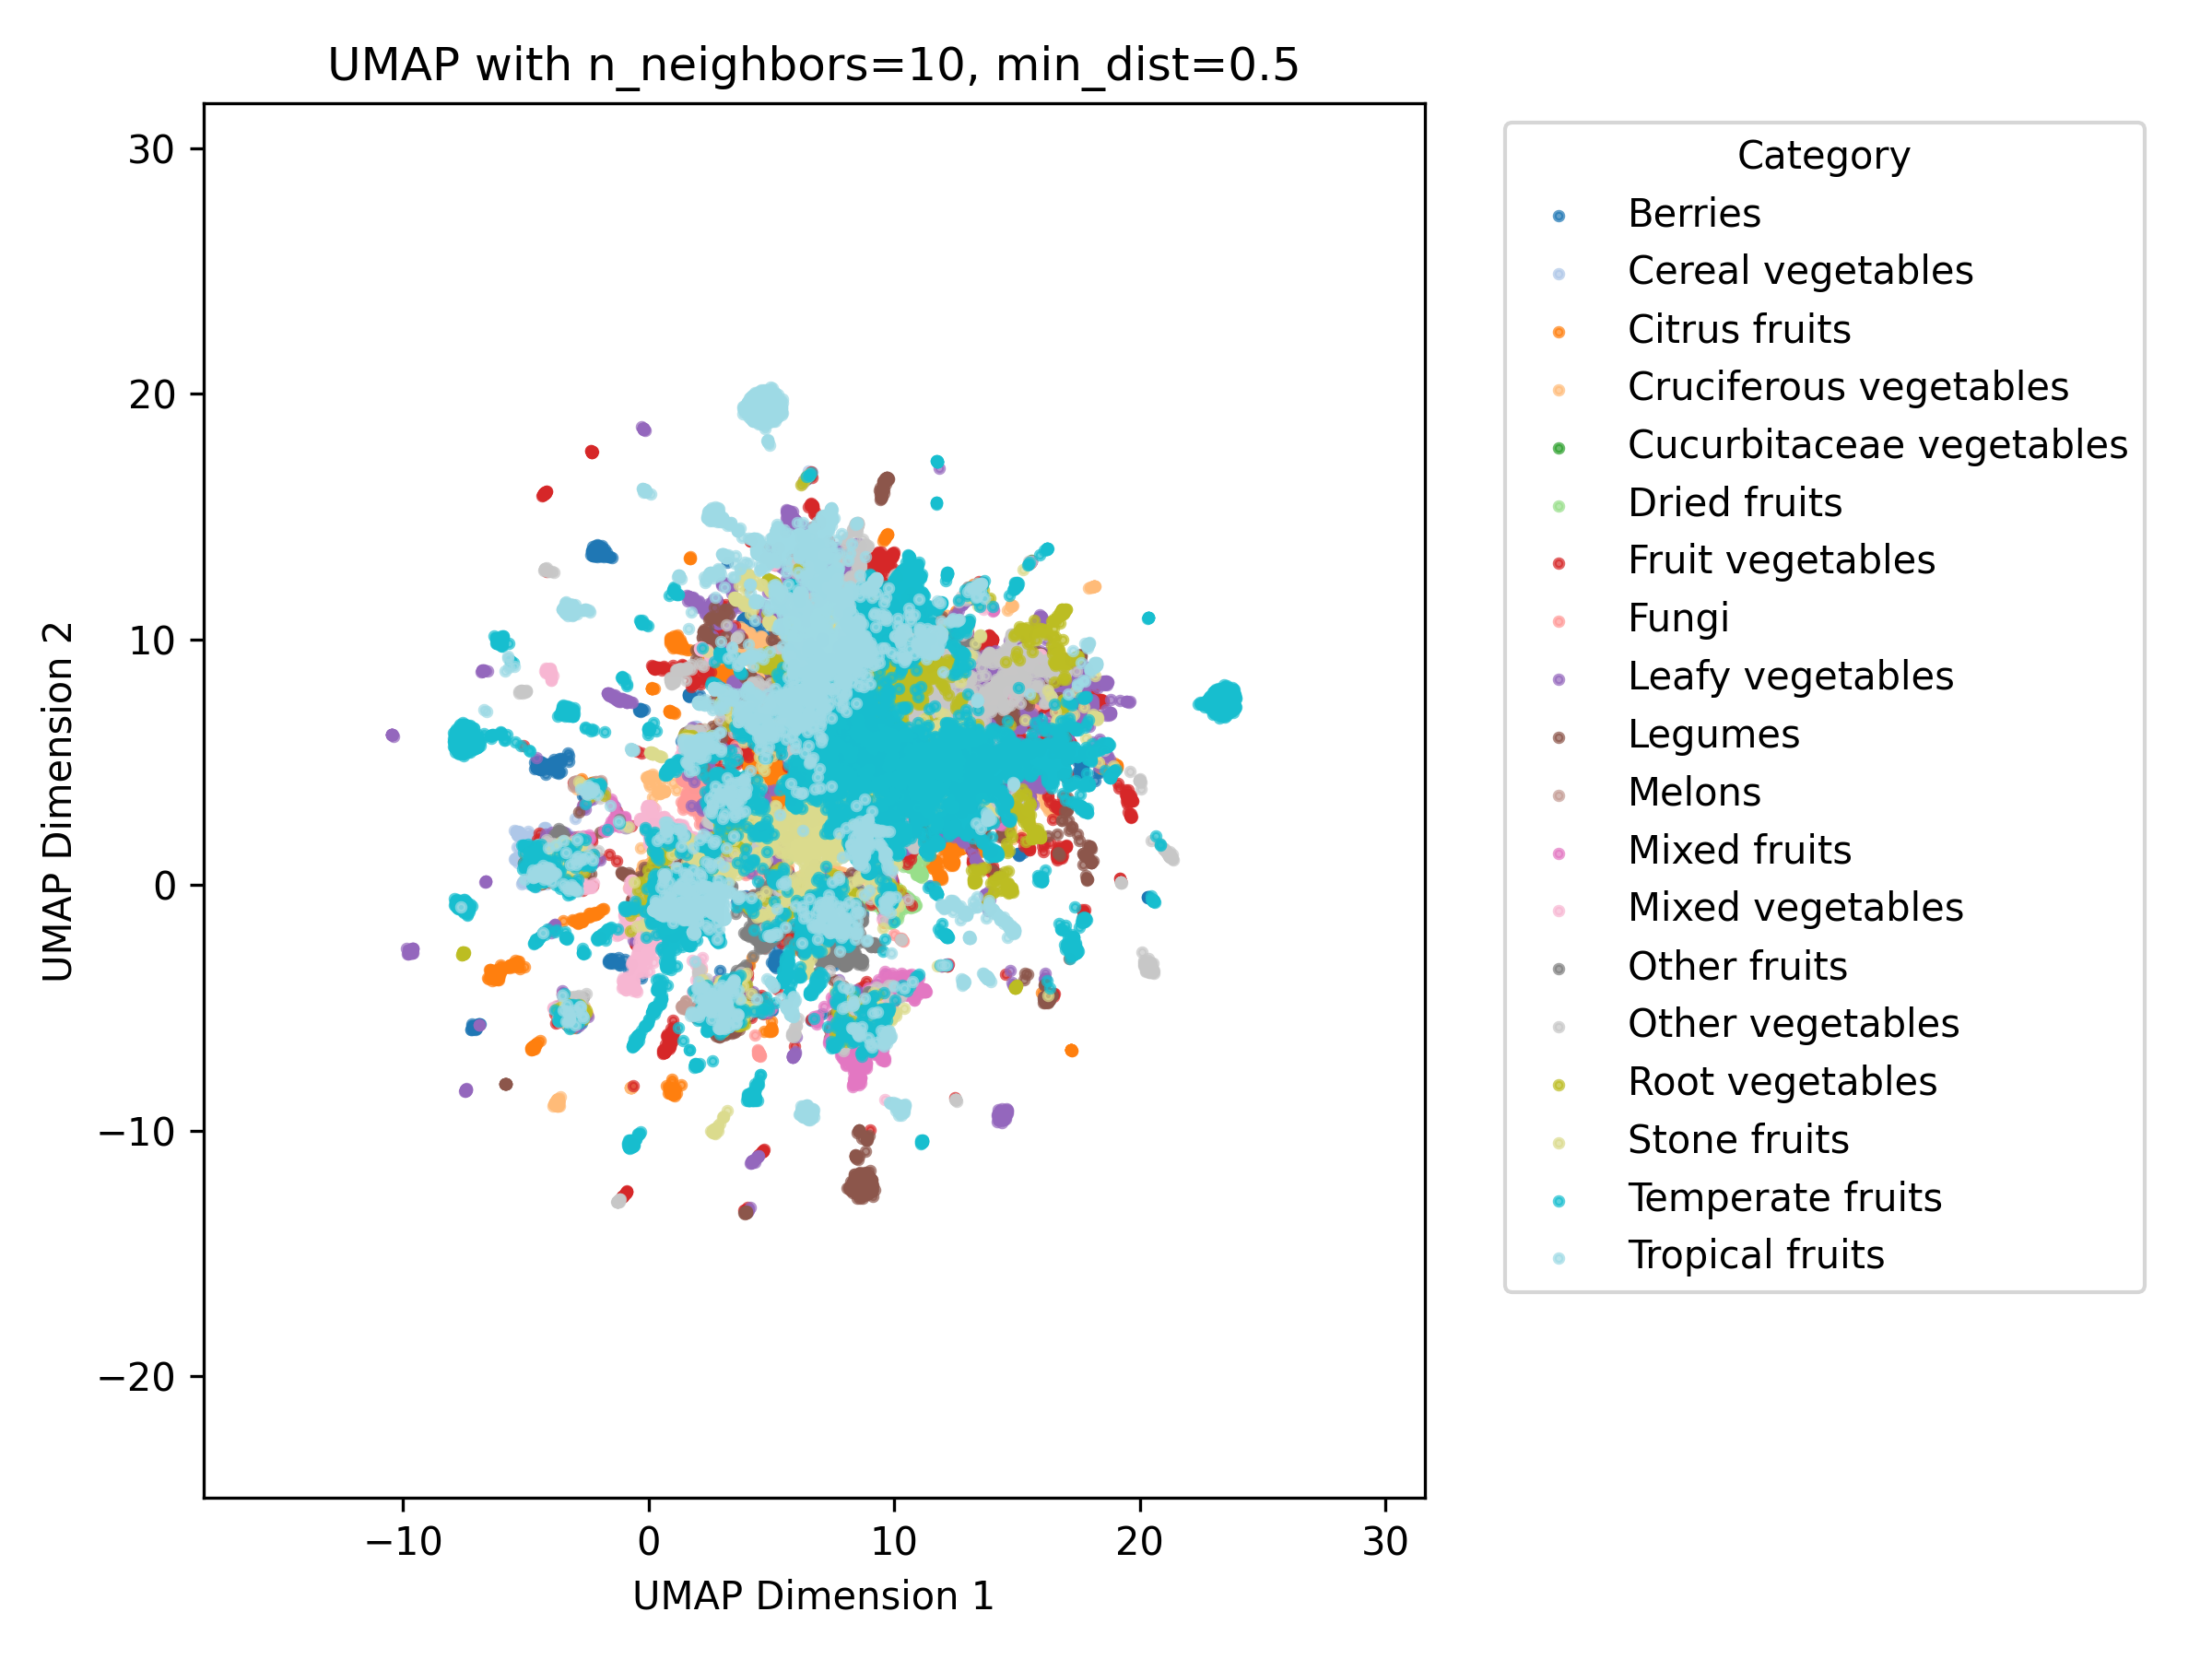 UMAP with n_neighbors=10, min_dist=0.5
30
20
10
0
−10
−20
UMAP Dimension 2
−10
0
10
20
30
UMAP Dimension 1
Category
Berries
Cereal vegetables
Citrus fruits
Cruciferous vegetables
Cucurbitaceae vegetables
Dried fruits
Fruit vegetables
Fungi
Leafy vegetables
Legumes
Melons
Mixed fruits
Mixed vegetables
Other fruits
Other vegetables
Root vegetables
Stone fruits
Temperate fruits
Tropical fruits